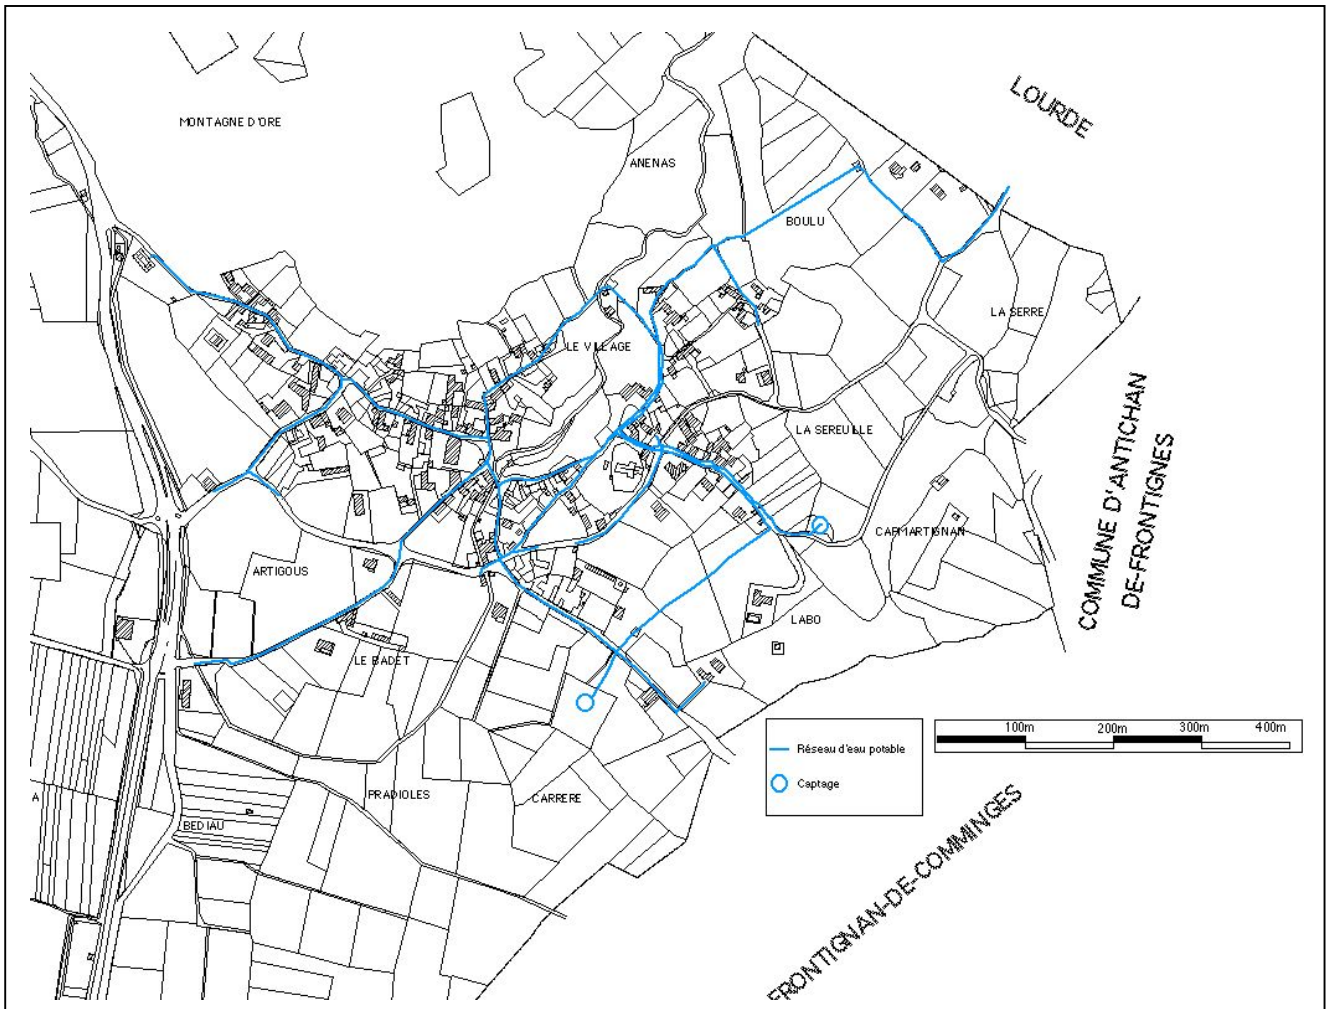 LOURDE
MONTAGNE D'ORE
ANENAS
BOULU
LA SERRE
LE VILLAGE
COMMUNE D'ANTICHAN
DE-FRONTIGNES
LA SEREUILLE
CAPMARTIGNAN
ARTIGOUS
LABO
LE BADET
100m 200m 300m 400m
Réseau d'eau potable
Captage
PRADIOLES
CARRERE
A
BEDIAU
FRONTIGNAN-DE-COMMINGES